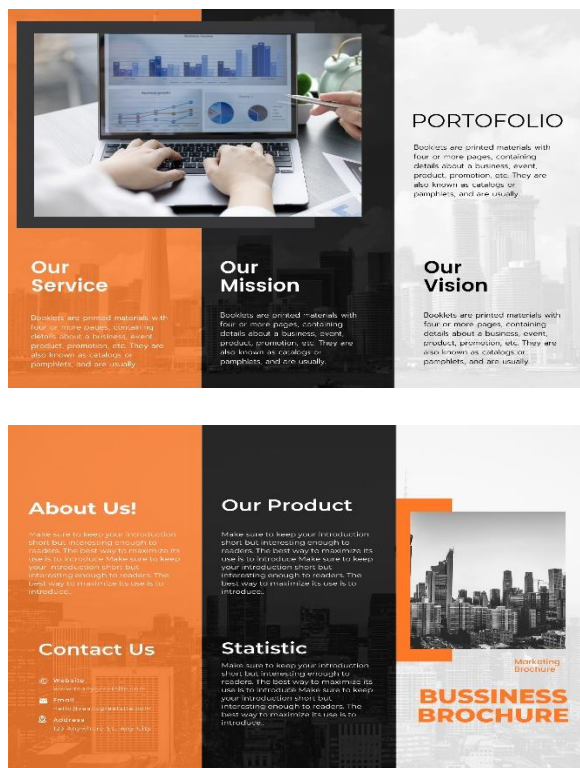 PORTOFOLIO
Booklets are printed materials with
four or more pages, containing
details about a business, event,
product, promotion, etc. They are
also known as catalogs or
pamphlets, and are usually.
Our
Service
Booklets are printed materials with
four or more pages, containing
details about a business, event,
product, promotion, etc. They are
also known as catalogs or
pamphlets, and are usually.
Our
Mission
Booklets are printed materials with
four or more pages, containing
details about a business, event,
product, promotion, etc. They are
also known as catalogs or
pamphlets, and are usually.
Our
Vision
Booklets are printed materials with
four or more pages, containing
details about a business, event,
product, promotion, etc. They are
also known as catalogs or
pamphlets, and are usually.
About Us!
Make sure to keep your introduction
short but interesting enough to
readers. The best way to maximize its
use is to introduce Make sure to keep
your introduction short but
interesting enough to readers. The
best way to maximize its use is to
introduce..
Contact Us
Website
Email
Address
123 Anywhere St., Any City
Our Product
Make sure to keep your introduction
short but interesting enough to
readers. The best way to maximize its
use is to introduce Make sure to keep
your introduction short but
interesting enough to readers. The
best way to maximize its use is to
introduce..
Statistic
Make sure to keep your introduction
short but interesting enough to
readers. The best way to maximize its
use is to introduce Make sure to keep
your introduction short but
interesting enough to readers. The
best way to maximize its use is to
introduce..
Marketing
Brochure
BUSSINESS
BROCHURE